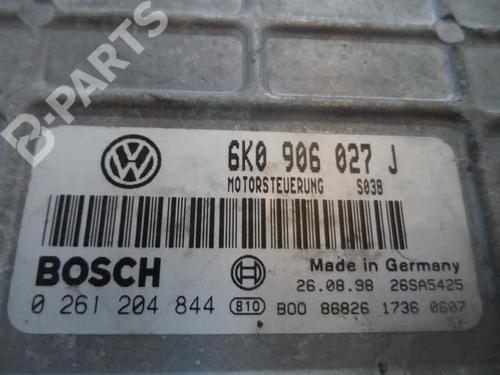 B-PARTS
6K0 906 027 J
MOTORSTEUERUNG S03B
BOSCH
Made in Germany
26.08.98 26SA5425
0 261 204 844 810 B00 86826 1736 0607